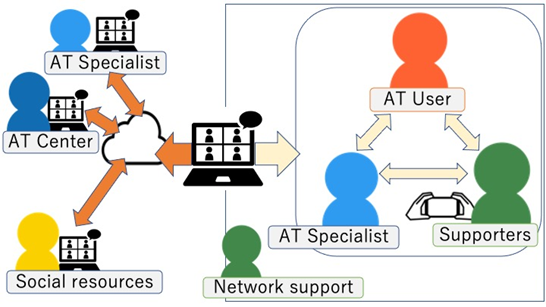 AT Specialist
AT Center
Social resources
AT User
AT Specialist
Supporters
Network support